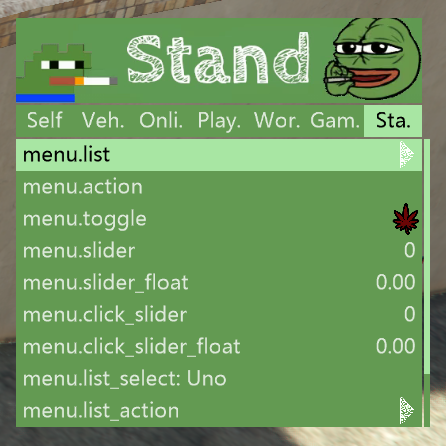 Stand
Self Veh. Onli. Play. Wor. Gam. Sta.
menu.list
menu.action
menu.toggle
menu.slider 0
menu.slider_float 0.00
menu.click_slider 0
menu.click_slider_float 0.00
menu.list_select: Uno
menu.list_action